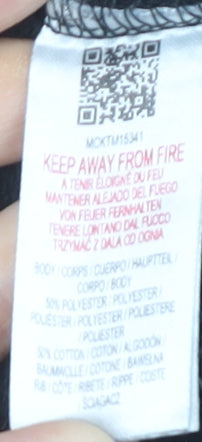 MCKTM15341
KEEP AWAY FROM FIRE
A TENIR ÉLOIGNÉ DU FEU
MANTENER ALEJADO DEL FUEGO
VON FEUER FERNHALTEN
TENERE LONTANO DAL FUOCO
TRZYMAĆ Z DALA OD OGNIA
BODY / CORPS / CUERPO / HAUPTTEIL /
CORPO / BODY
50% POLYESTER / POLYESTER /
POLIÉSTER / POLYESTER / POLIESTERE
/ POLIESTER
50% COTTON / COTON / ALGODÓN /
BAUMWOLLE / COTONE / BAWEŁNA
RIB / CÔTE / RIBETE / RIPPE / COSTE